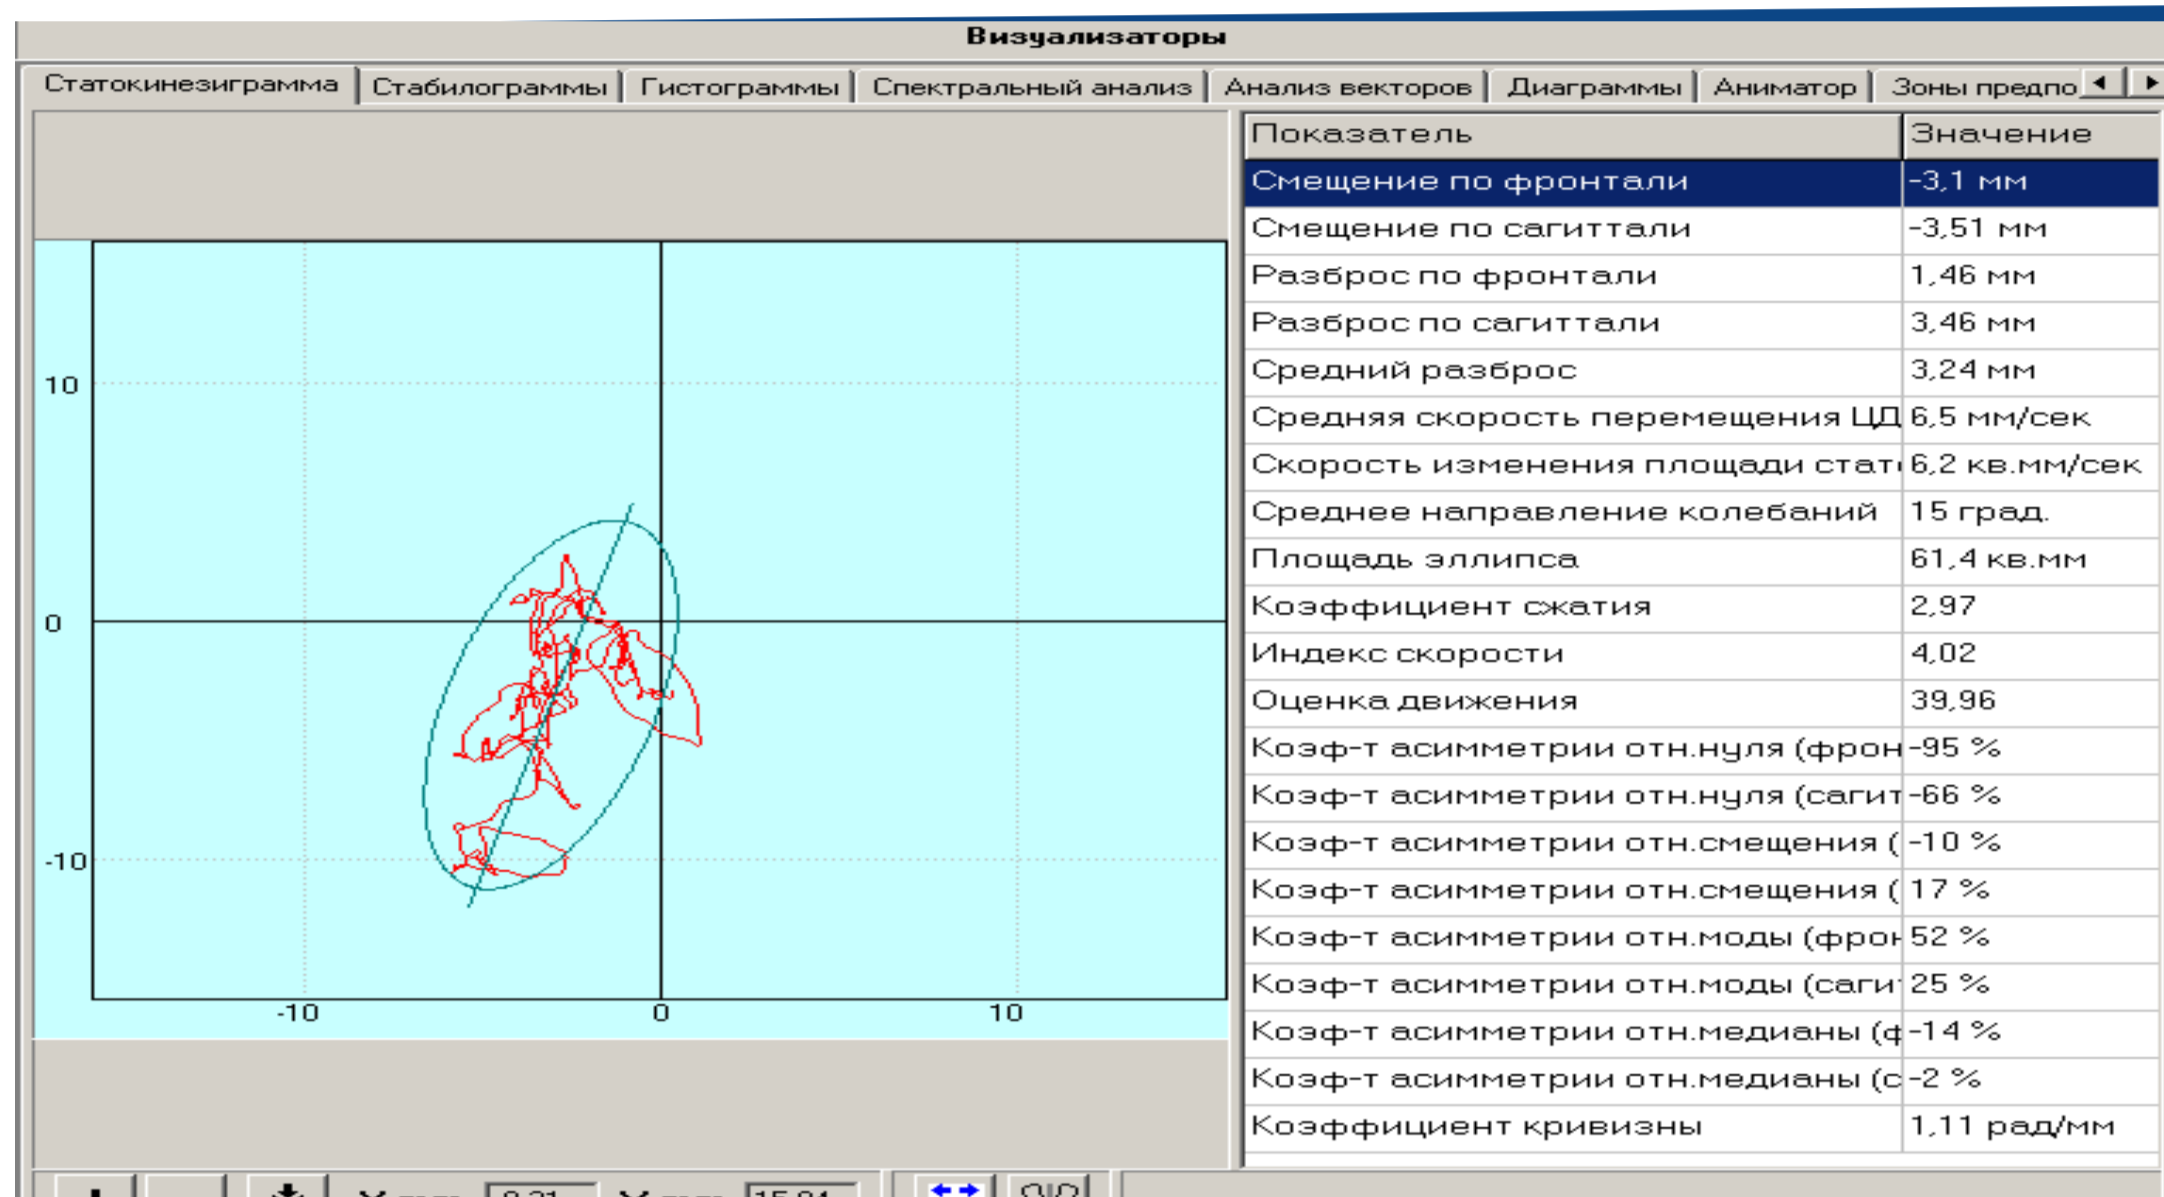 Визуализаторы
Статокинезиграмма Стабилограммы Гистограммы Спектральный анализ Анализ векторов Диаграммы Аниматор Зоны предпо
Показатель Значение
Смещение по фронтали -3,1 мм
Смещение по сагиттали -3,51 мм
Разброс по фронтали 1,46 мм
Разброс по сагиттали 3,46 мм
Средний разброс 3,24 мм
Средняя скорость перемещения ЦД 6,5 мм/сек
Скорость изменения площади стат 6,2 кв.мм/сек
Среднее направление колебаний 15 град.
Площадь эллипса 61,4 кв.мм
Коэффициент сжатия 2,97
Индекс скорости 4,02
Оценка движения 39,96
Коэф-т асимметрии отн.нуля (фрон -95 %
Коэф-т асимметрии отн.нуля (сагит -66 %
Коэф-т асимметрии отн.смещения ( -10 %
Коэф-т асимметрии отн.смещения ( 17 %
Коэф-т асимметрии отн.моды (фрон 52 %
Коэф-т асимметрии отн.моды (саги 25 %
Коэф-т асимметрии отн.медианы (ф -14 %
Коэф-т асимметрии отн.медианы (с -2 %
Коэффициент кривизны 1,11 рад/мм
10
0
-10
-10 0 10